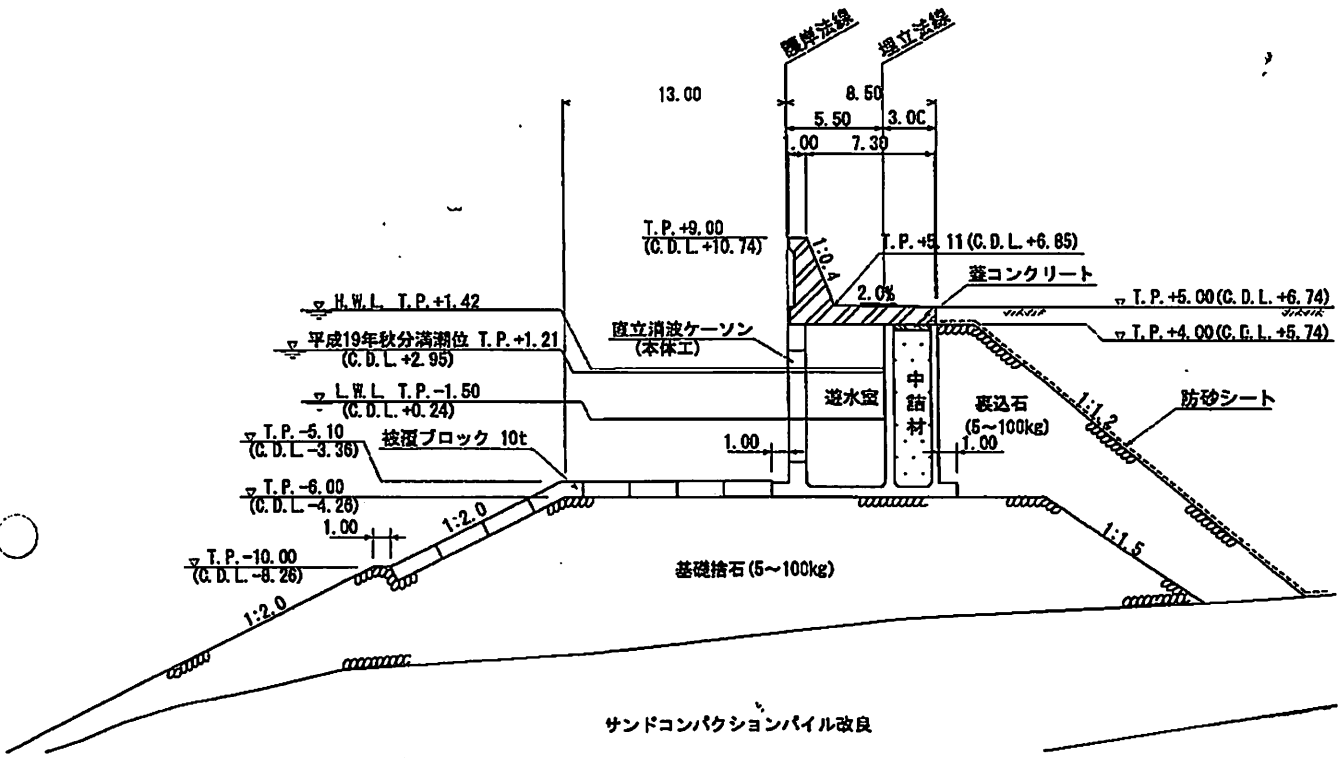 護岸法線
埋立法線
13.00
8.50
5.50
3.00
.00
7.30
T.P.+9.00
(C.D.L.+10.74)
1:0.4
T.P.+5.11(C.D.L.+6.85)
蓋コンクリート
2.0%
H.W.L. T.P.+1.42
T.P.+5.00(C.D.L.+6.74)
直立消波ケーソン
(本体工)
平成19年秋分満潮位 T.P.+1.21
(C.D.L.+2.95)
T.P.+4.00(C.D.L.+5.74)
L.W.L. T.P.-1.50
(C.D.L.+0.24)
遊水室
中詰材
裏込石
(5~100kg)
1:1.2
防砂シート
T.P.-5.10
(C.D.L.-3.36)
被覆ブロック 10t
1.00
1.00
T.P.-6.00
(C.D.L.-4.26)
1:2.0
1.00
1:1.5
T.P.-10.00
(C.D.L.-8.26)
基礎捨石(5~100kg)
1:2.0
サンドコンパクションパイル改良